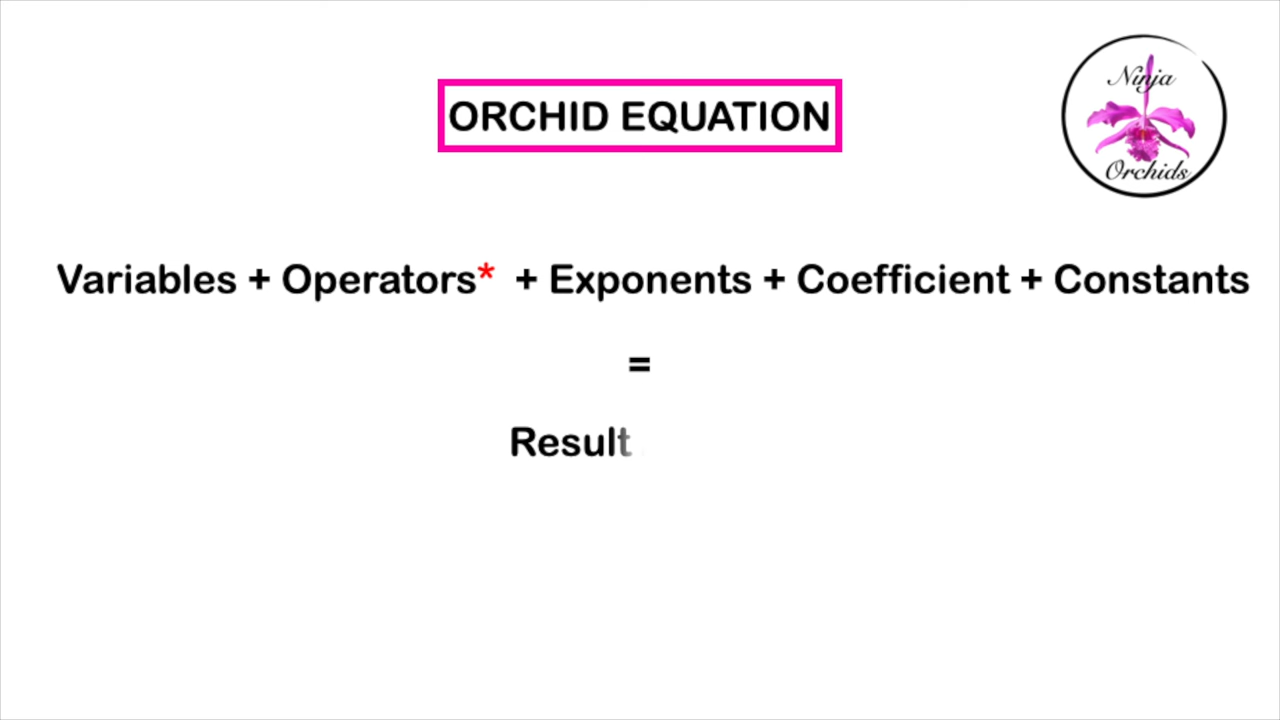 Ninja
ORCHID EQUATION
Orchids
Variables + Operators* + Exponents + Coefficient + Constants
=
Result